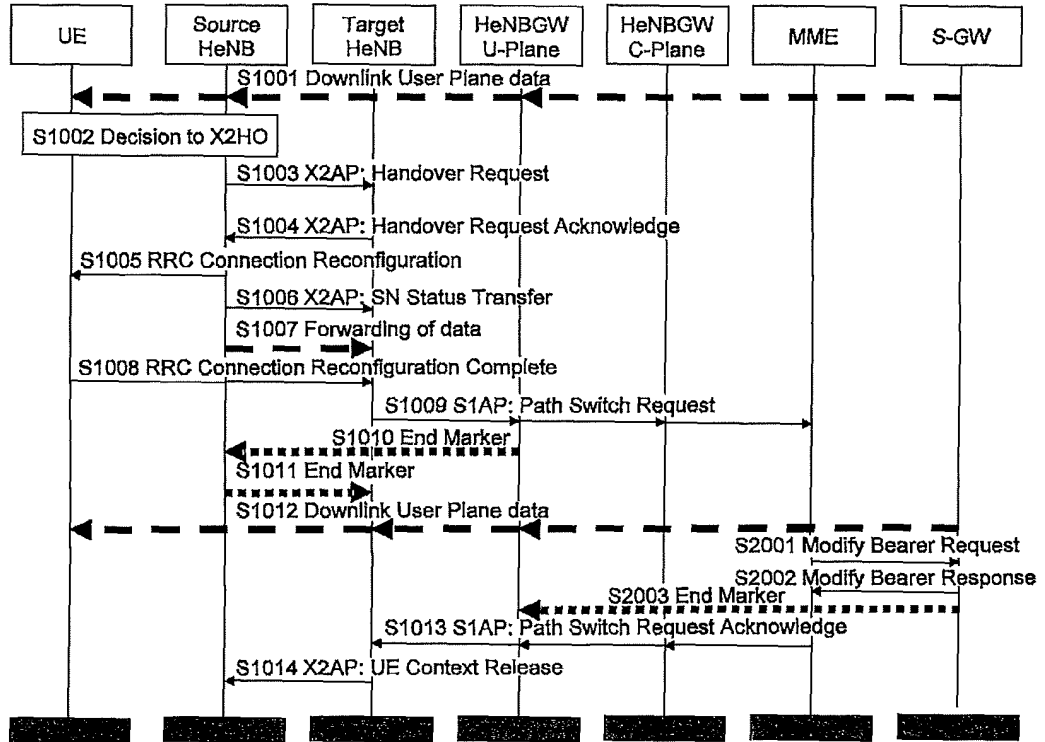 UE
Source
HeNB
Target
HeNB
HeNBGW
U-Plane
HeNBGW
C-Plane
MME
S-GW
S1001 Downlink User Plane data
S1002 Decision to X2HO
S1003 X2AP: Handover Request
S1004 X2AP: Handover Request Acknowledge
S1005 RRC Connection Reconfiguration
S1006 X2AP: SN Status Transfer
S1007 Forwarding of data
S1008 RRC Connection Reconfiguration Complete
S1009 S1AP: Path Switch Request
S1010 End Marker
S1011 End Marker
S1012 Downlink User Plane data
S2001 Modify Bearer Request
S2002 Modify Bearer Response
S2003 End Marker
S1013 S1AP: Path Switch Request Acknowledge
S1014 X2AP: UE Context Release